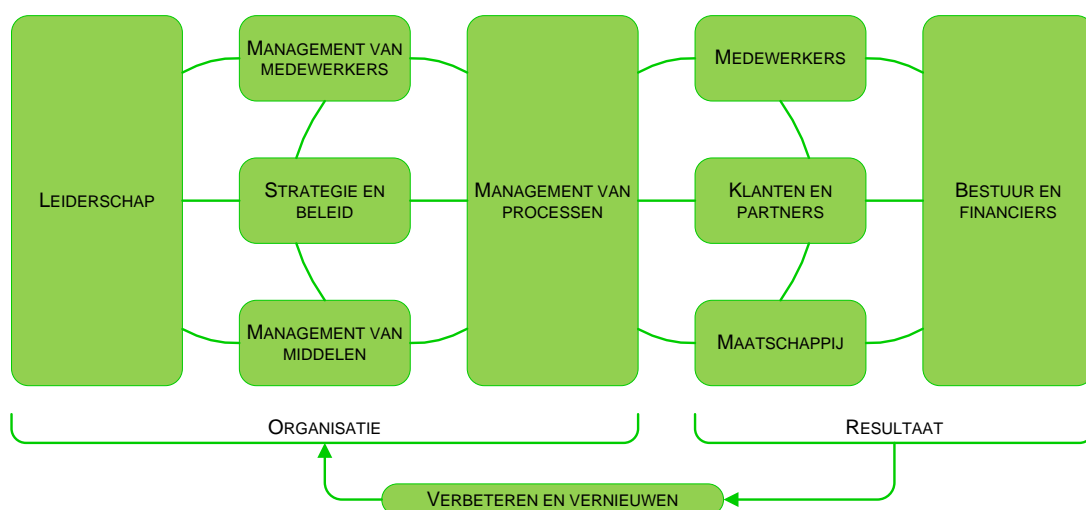 LEIDERSCHAP
MANAGEMENT VAN
MEDEWERKERS
STRATEGIE EN
BELEID
MANAGEMENT VAN
MIDDELEN
MANAGEMENT VAN
PROCESSEN
MEDEWERKERS
KLANTEN EN
PARTNERS
MAATSCHAPPIJ
BESTUUR EN
FINANCIERS
ORGANISATIE
RESULTAAT
VERBETEREN EN VERNIEUWEN